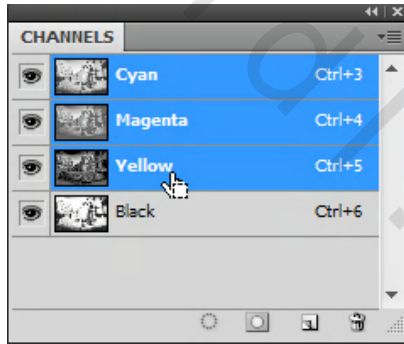 CHANNELS
Cyan Ctrl+3
Magenta Ctrl+4
Yellow Ctrl+5
Black Ctrl+6